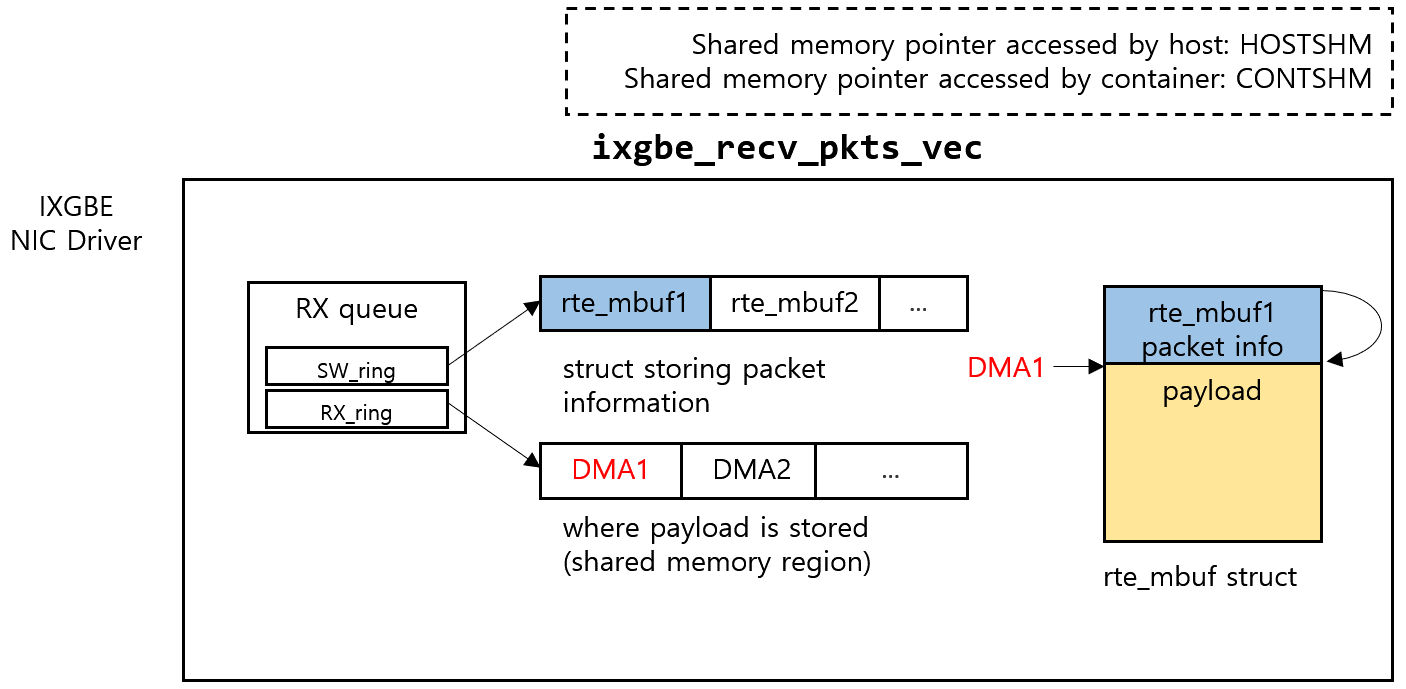 Shared memory pointer accessed by host: HOSTSHM
Shared memory pointer accessed by container: CONTSHM
ixgbe_recv_pkts_vec
IXGBE
NIC Driver
RX queue
SW_ring
RX_ring
rte_mbuf1
rte_mbuf2
...
struct storing packet
information
DMA1
DMA2
...
where payload is stored
(shared memory region)
DMA1
rte_mbuf1
packet info
payload
rte_mbuf struct